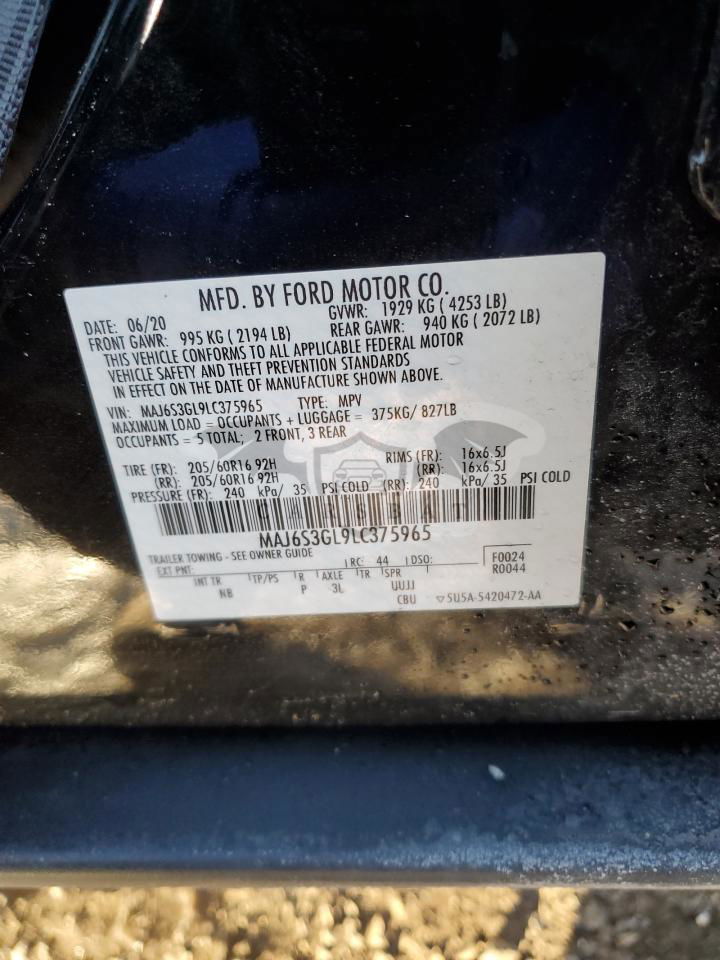 MFD. BY FORD MOTOR CO.
DATE: 06/20 GVWR: 1929 KG ( 4253 LB)
FRONT GAWR: 995 KG ( 2194 LB) REAR GAWR: 940 KG ( 2072 LB)
THIS VEHICLE CONFORMS TO ALL APPLICABLE FEDERAL MOTOR
VEHICLE SAFETY AND THEFT PREVENTION STANDARDS
IN EFFECT ON THE DATE OF MANUFACTURE SHOWN ABOVE.
VIN: MAJ6S3GL9LC375965 TYPE: MPV
MAXIMUM LOAD = OCCUPANTS + LUGGAGE = 375KG/ 827LB
OCCUPANTS = 5 TOTAL; 2 FRONT, 3 REAR
TIRE (FR): 205/60R16 92H RIMS (FR): 16x6.5J
(RR): 205/60R16 92H (RR): 16x6.5J
PRESSURE (FR): 240 kPa/ 35 PSI COLD (RR): 240 kPa/ 35 PSI COLD
MAJ6S3GL9LC375965
TRAILER TOWING - SEE OWNER GUIDE
EXT PNT: RC: 44 DSO: F0024
R0044
INT TR TP/PS R AXLE TR SPR
NB P 3L UUJJ
CBU ▽5U5A-5420472-AA